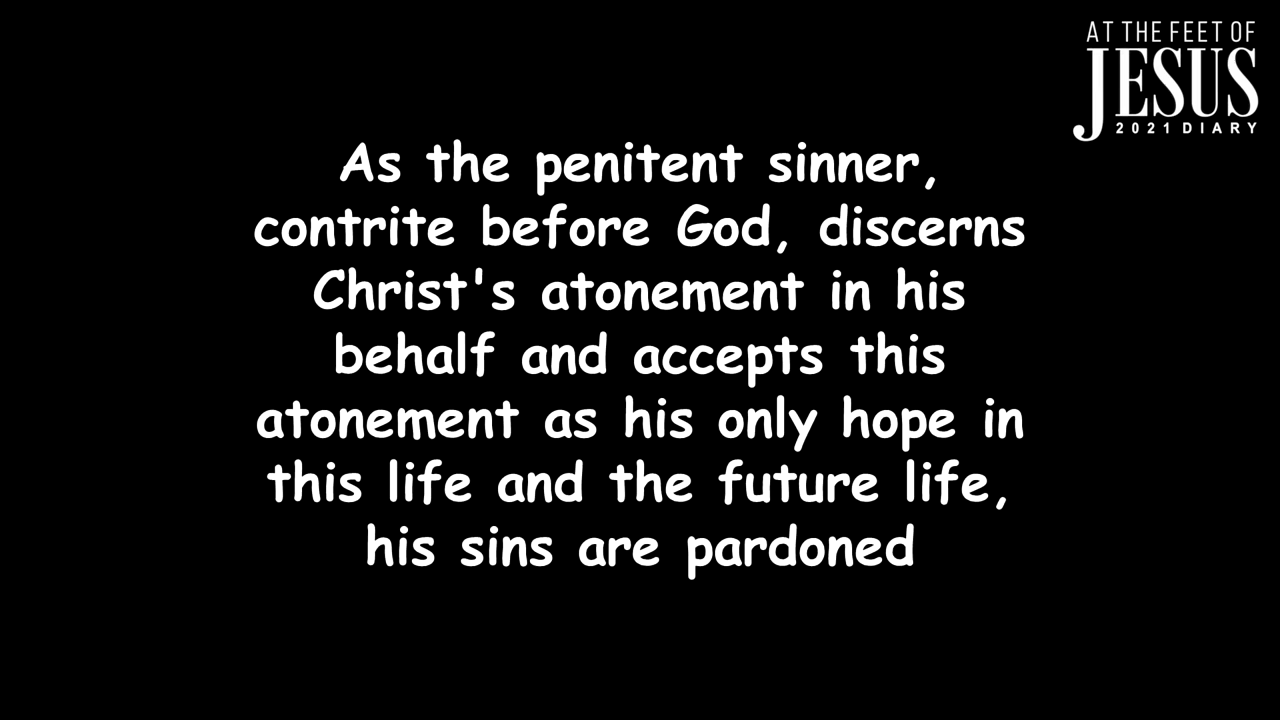 AT THE FEET OF
JESUS
2021 DIARY
As the penitent sinner,
contrite before God, discerns
Christ's atonement in his
behalf and accepts this
atonement as his only hope in
this life and the future life,
his sins are pardoned